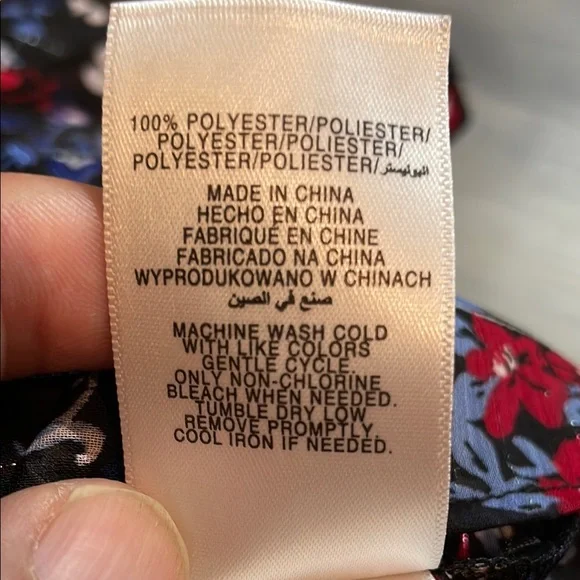 100% POLYESTER/POLIESTER/
POLYESTER/POLIESTER/
POLYESTER/POLIESTER/البوليستر
MADE IN CHINA
HECHO EN CHINA
FABRIQUÉ EN CHINE
FABRICADO NA CHINA
WYPRODUKOWANO W CHINACH
صنع في الصين
MACHINE WASH COLD
WITH LIKE COLORS
GENTLE CYCLE.
ONLY NON-CHLORINE
BLEACH WHEN NEEDED.
TUMBLE DRY LOW
REMOVE PROMPTLY.
COOL IRON IF NEEDED.